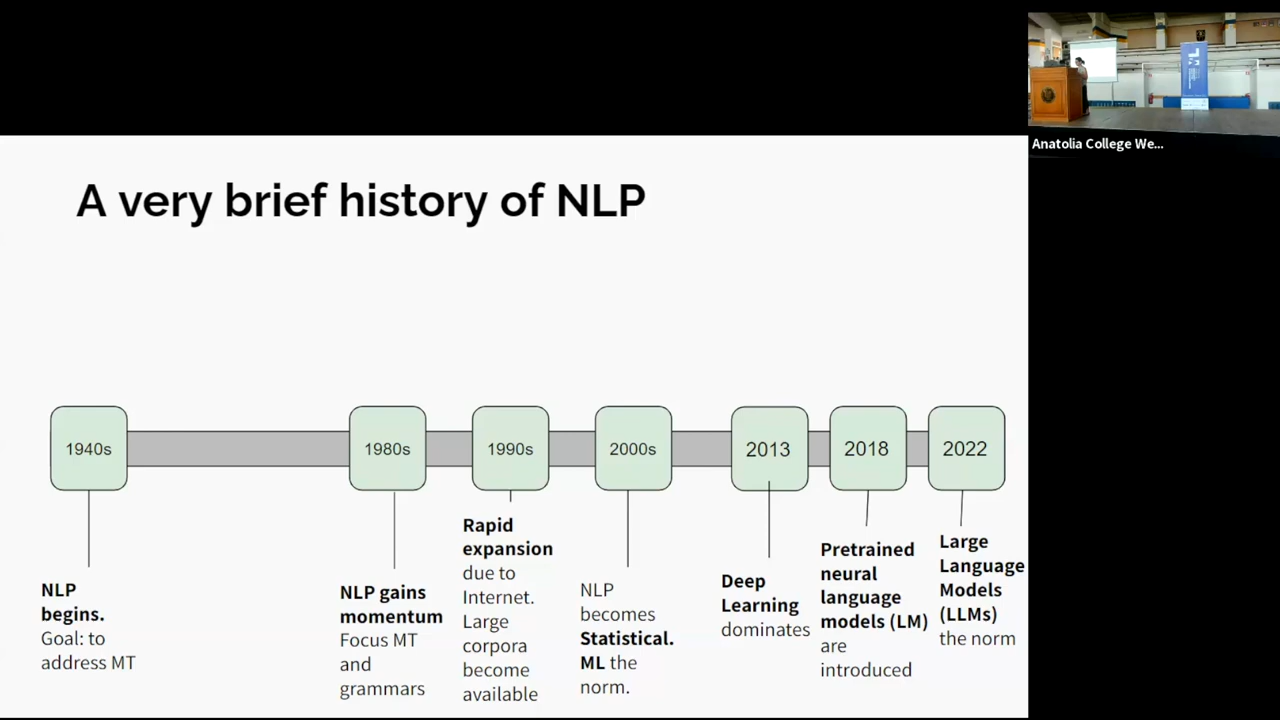 Anatolia College We...
A very brief history of NLP
1940s
1980s
1990s
2000s
2013
2018
2022
NLP
begins.
Goal: to
address MT
NLP gains
momentum
Focus MT
and
grammars
Rapid
expansion
due to
Internet.
Large
corpora
become
available
NLP
becomes
Statistical.
ML the
norm.
Deep
Learning
dominates
Pretrained
neural
language
models (LM)
are
introduced
Large
Language
Models
(LLMs)
the norm